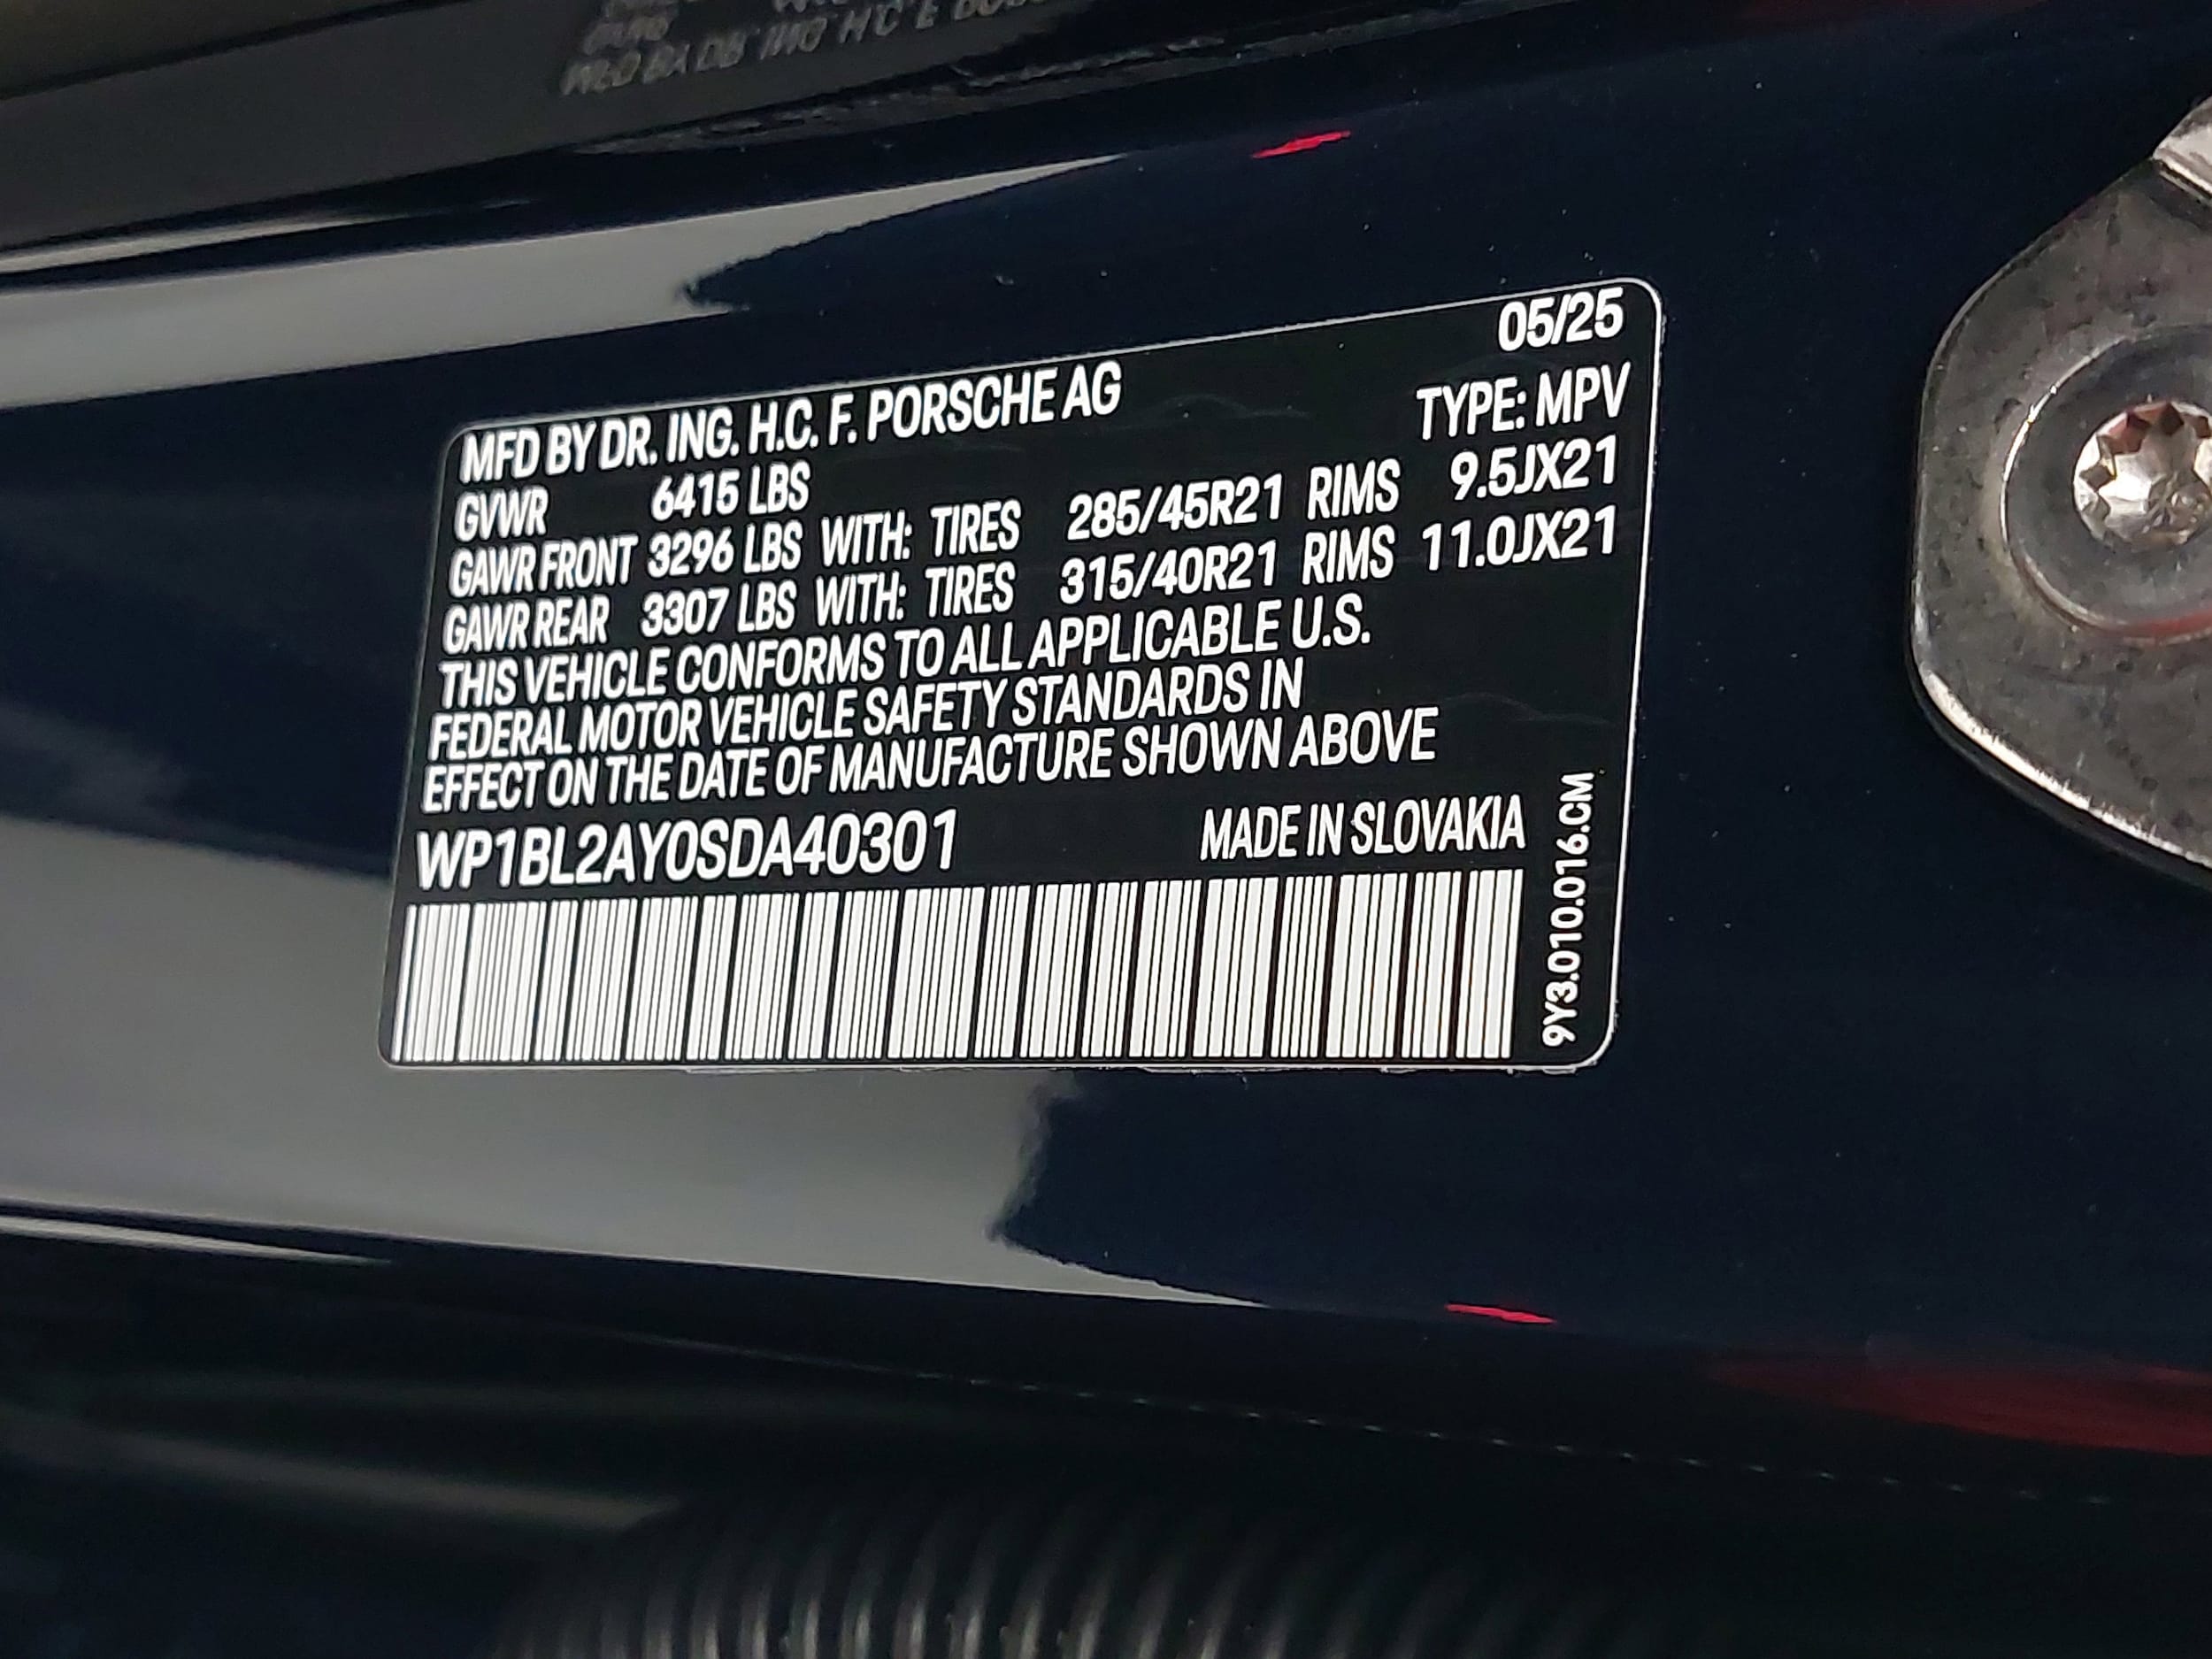 05/25
MFD BY DR. ING. H.C. F. PORSCHE AG
TYPE: MPV
GVWR 6415 LBS
GAWR FRONT 3296 LBS WITH: TIRES 285/45R21 RIMS 9.5JX21
GAWR REAR 3307 LBS WITH: TIRES 315/40R21 RIMS 11.0JX21
THIS VEHICLE CONFORMS TO ALL APPLICABLE U.S.
FEDERAL MOTOR VEHICLE SAFETY STANDARDS IN
EFFECT ON THE DATE OF MANUFACTURE SHOWN ABOVE
WP1BL2AY0SDA40301 MADE IN SLOVAKIA
9Y3.010.016.CM